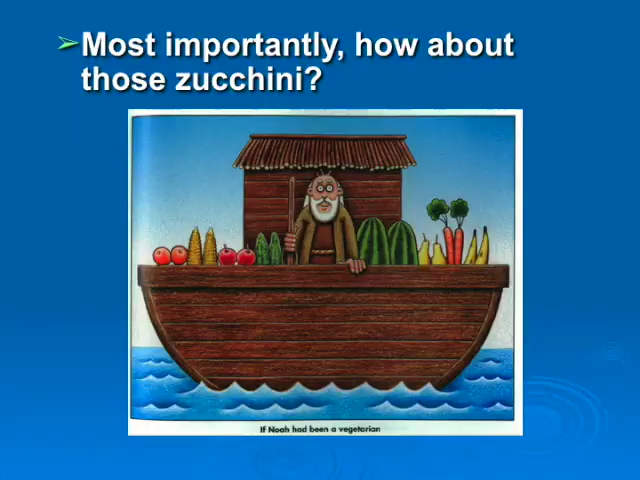 Most importantly, how about
those zucchini?
If Noah had been a vegetarian